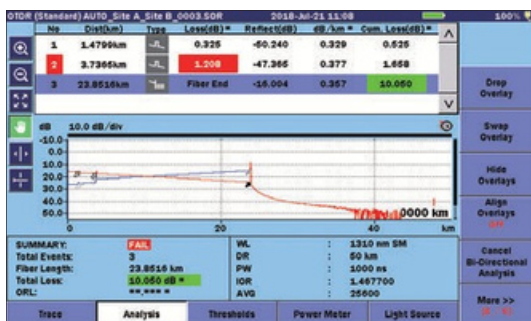 OTDR (Standard) AUTO_Site A_Site B_0003.SOR 2018-Jul-21 11:08 100%
No Dist(km) Type Loss(dB)* Reflect(dB) dB/km* Cum. Loss(dB)*
1 1.4799km 0.325 -50.240 0.329 0.525
2 3.7365km 1.208 -47.365 0.377 1.658
3 23.8516km Fiber End -16.004 0.357 10.050
Drop Overlay
Swap Overlay
Hide Overlays
Align Overlays
Cancel Bi-Directional Analysis
More >>
dB 10.0 dB/div
-10.0
0.0
10.0
20.0
30.0
40.0
50.0
0000 km
0 20 40 km
SUMMARY: FAIL
Total Events: 3
Fiber Length: 23.8516 km
Total Loss: 10.050 dB *
ORL: **.*** *
WL : 1310 nm SM
DR : 50 km
PW : 1000 ns
IOR : 1.467700
AVG : 25600
Trace Analysis Thresholds Power Meter Light Source